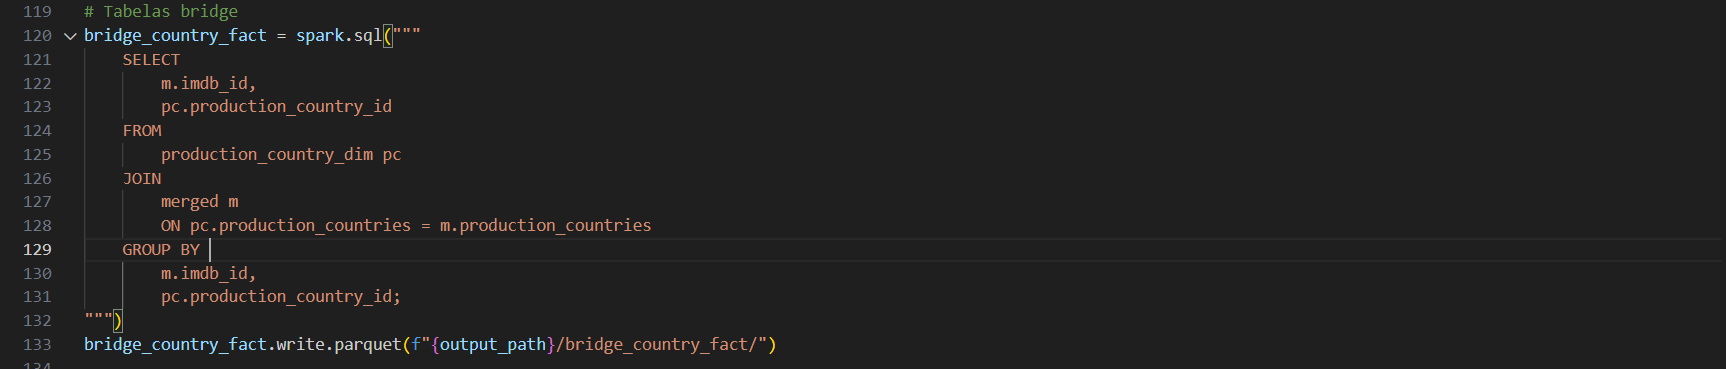 119 # Tabelas bridge
120 bridge_country_fact = spark.sql("""
121 SELECT
122 m.imdb_id,
123 pc.production_country_id
124 FROM
125 production_country_dim pc
126 JOIN
127 merged m
128 ON pc.production_countries = m.production_countries
129 GROUP BY
130 m.imdb_id,
131 pc.production_country_id;
132 """)
133 bridge_country_fact.write.parquet(f"{output_path}/bridge_country_fact/")
134